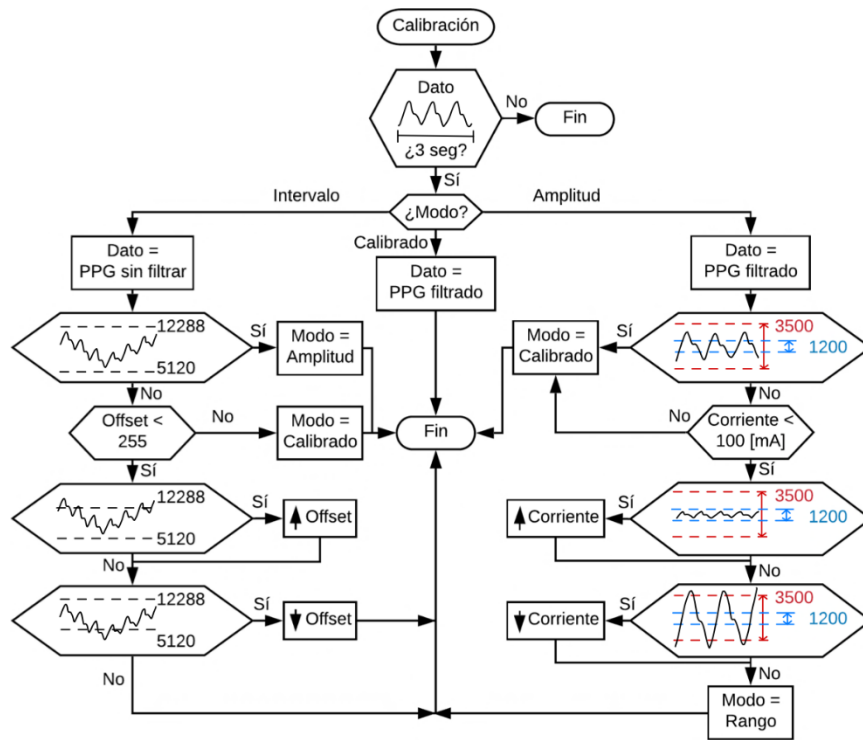 Calibración
Dato
¿3 seg?
No
Fin
Sí
Intervalo
¿Modo?
Amplitud
Calibrado
Dato =
PPG sin filtrar
Dato =
PPG filtrado
Dato =
PPG filtrado
12288
5120
Sí
Modo =
Amplitud
Modo =
Calibrado
Sí
3500
1200
No
No
Offset <
255
No
Modo =
Calibrado
Fin
No
Corriente <
100 [mA]
Sí
Sí
12288
5120
Sí
Offset
Corriente
Sí
3500
1200
No
No
12288
5120
Sí
Offset
Corriente
Sí
3500
1200
No
No
Modo =
Rango